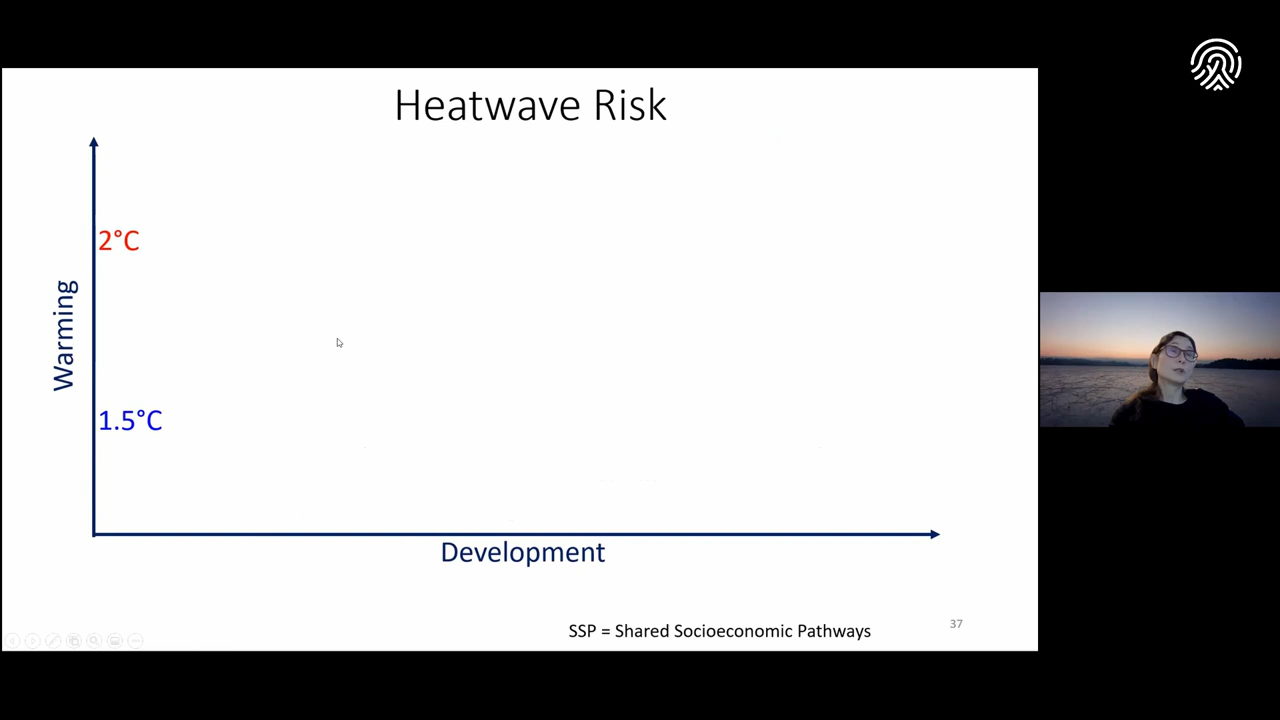 Heatwave Risk
2°C
Warming
1.5°C
Development
SSP = Shared Socioeconomic Pathways
37